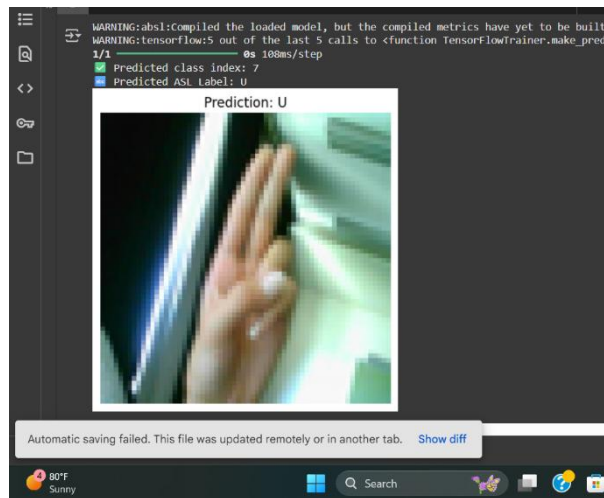 WARNING:absl:Compiled the loaded model, but the compiled metrics have yet to be built
WARNING:tensorflow:5 out of the last 5 calls to <function TensorFlowTrainer.make_pred
1/1 0s 108ms/step
Predicted class index: 7
Predicted ASL Label: U
Prediction: U
Automatic saving failed. This file was updated remotely or in another tab. Show diff
4
80°F
Sunny
Search